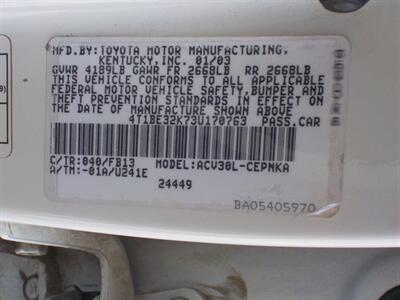 MFD.BY:TOYOTA MOTOR MANUFACTURING,
KENTUCKY,INC. 01/03
GVWR 4189LB GAWR FR 2668LB RR 2668LB
THIS VEHICLE CONFORMS TO ALL APPLICABLE
FEDERAL MOTOR VEHICLE SAFETY,BUMPER AND
THEFT PREVENTION STANDARDS IN EFFECT ON
THE DATE OF MANUFACTURE SHOWN ABOVE
4T1BE32K73U170763 PASS.CAR
C/TR:040/FB13 MODEL:ACV30L-CEPNKA
A/TM:-01A/U241E
24449
BA05405970